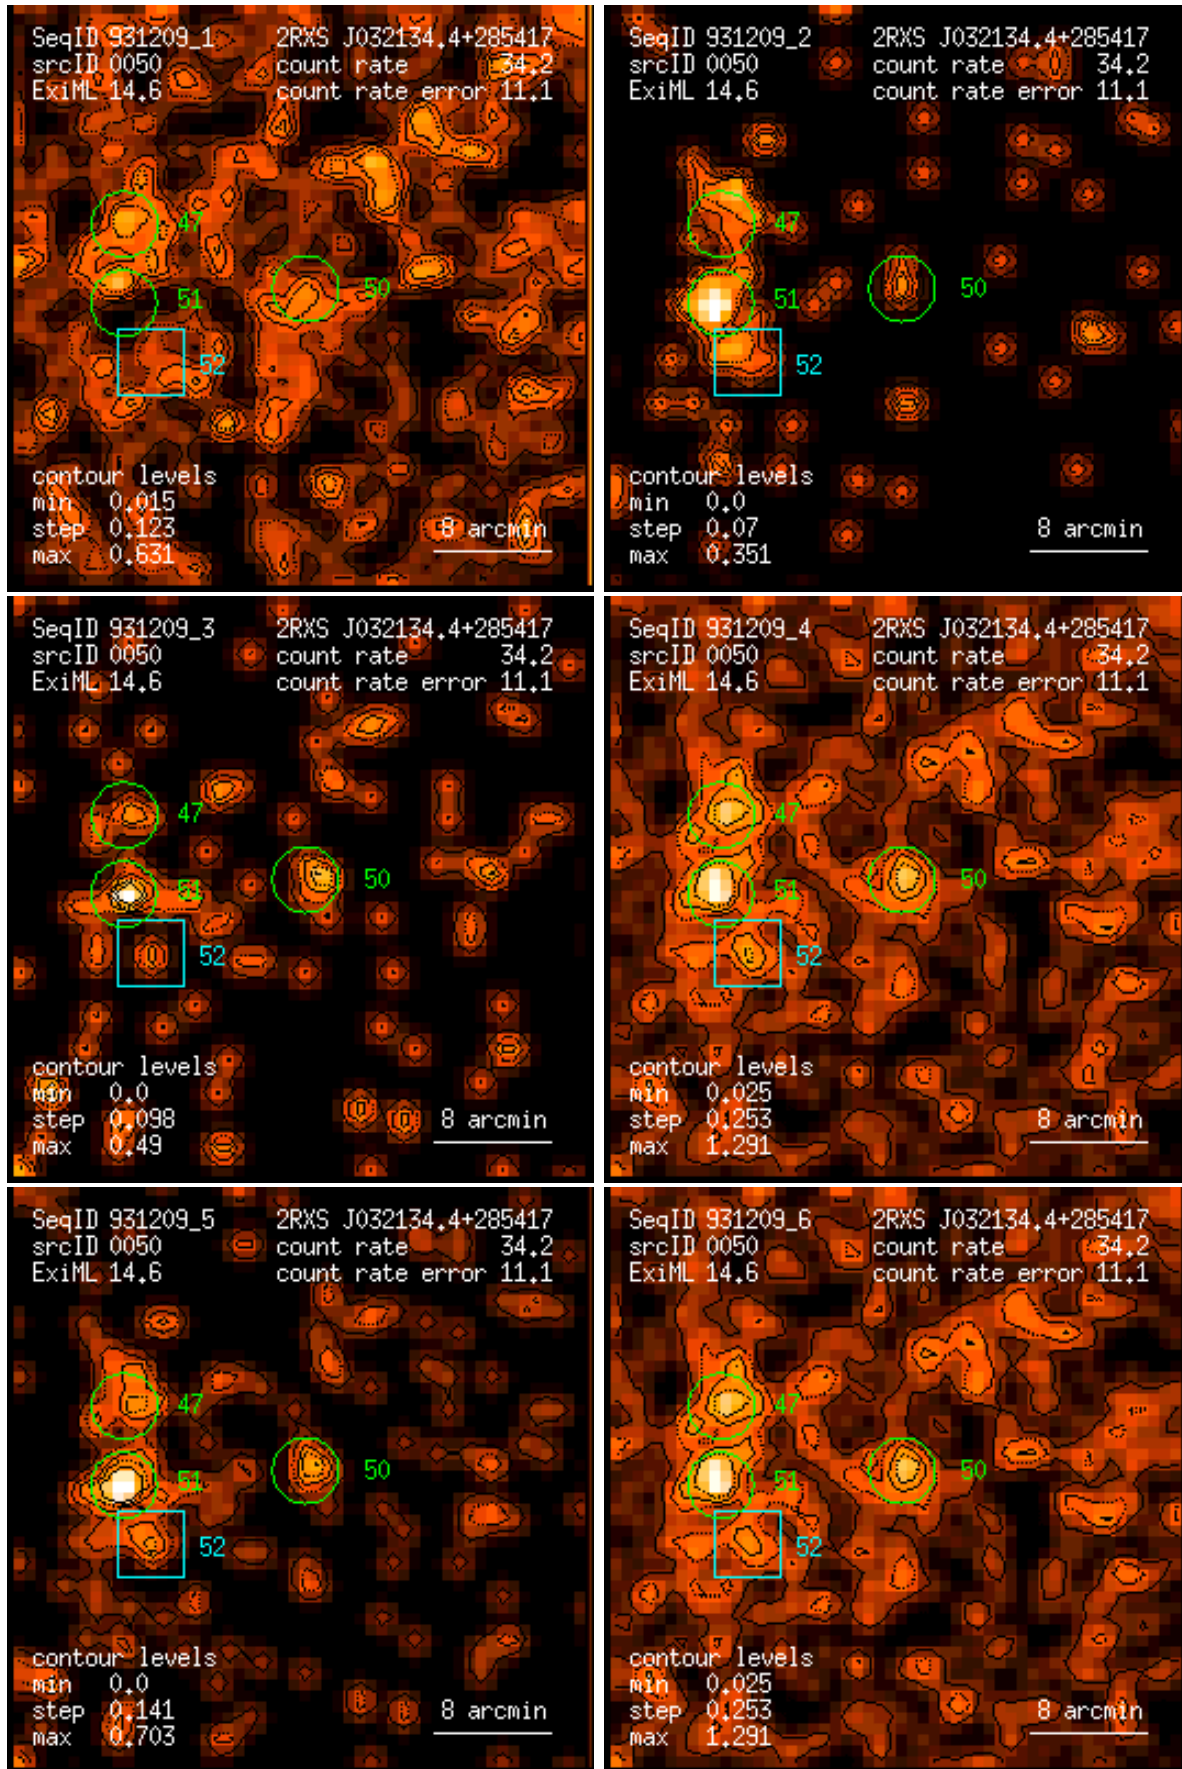 SeqID 931209_1 2RXS J032134.4+285417
srcID 0050 count rate 34.2
ExiML 14.6 count rate error 11.1
47
50
51
52
contour levels
min 0.015
step 0.123
max 0.631
8 arcmin
SeqID 931209_2 2RXS J032134.4+285417
srcID 0050 count rate 34.2
ExiML 14.6 count rate error 11.1
47
50
51
52
contour levels
min 0.0
step 0.07
max 0.351
8 arcmin
SeqID 931209_3 2RXS J032134.4+285417
srcID 0050 count rate 34.2
ExiML 14.6 count rate error 11.1
47
50
51
52
contour levels
min 0.0
step 0.098
max 0.49
8 arcmin
SeqID 931209_4 2RXS J032134.4+285417
srcID 0050 count rate 34.2
ExiML 14.6 count rate error 11.1
47
50
51
52
contour levels
min 0.025
step 0.253
max 1.291
8 arcmin
SeqID 931209_5 2RXS J032134.4+285417
srcID 0050 count rate 34.2
ExiML 14.6 count rate error 11.1
47
50
51
52
contour levels
min 0.0
step 0.141
max 0.703
8 arcmin
SeqID 931209_6 2RXS J032134.4+285417
srcID 0050 count rate 34.2
ExiML 14.6 count rate error 11.1
47
50
51
52
contour levels
min 0.025
step 0.253
max 1.291
8 arcmin